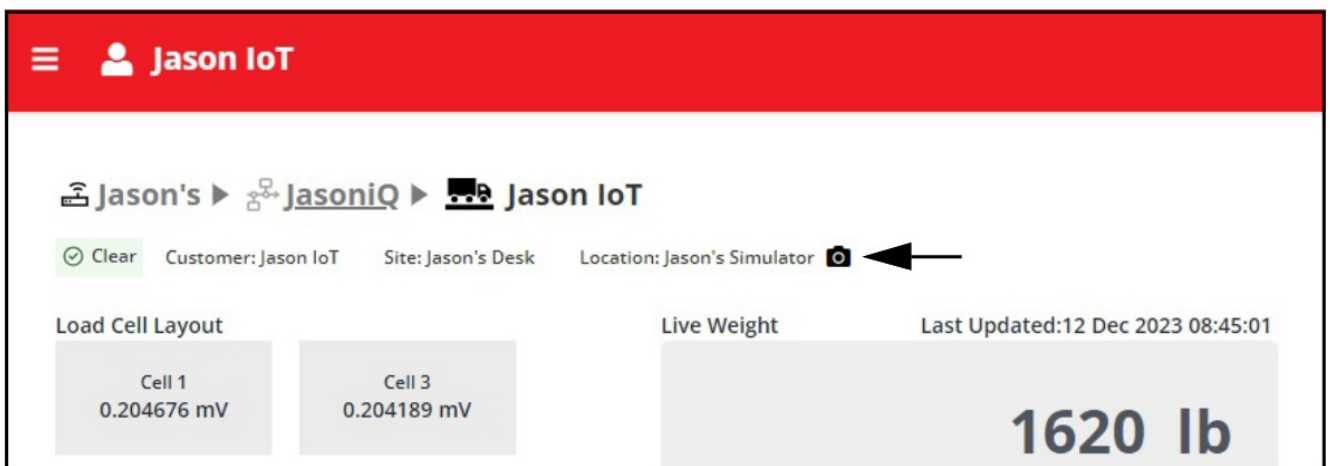 Jason IoT
Jason's JasoniQ Jason IoT
Clear Customer: Jason IoT Site: Jason's Desk Location: Jason's Simulator
Load Cell Layout Live Weight Last Updated:12 Dec 2023 08:45:01
Cell 1 Cell 3
0.204676 mV 0.204189 mV
1620 lb